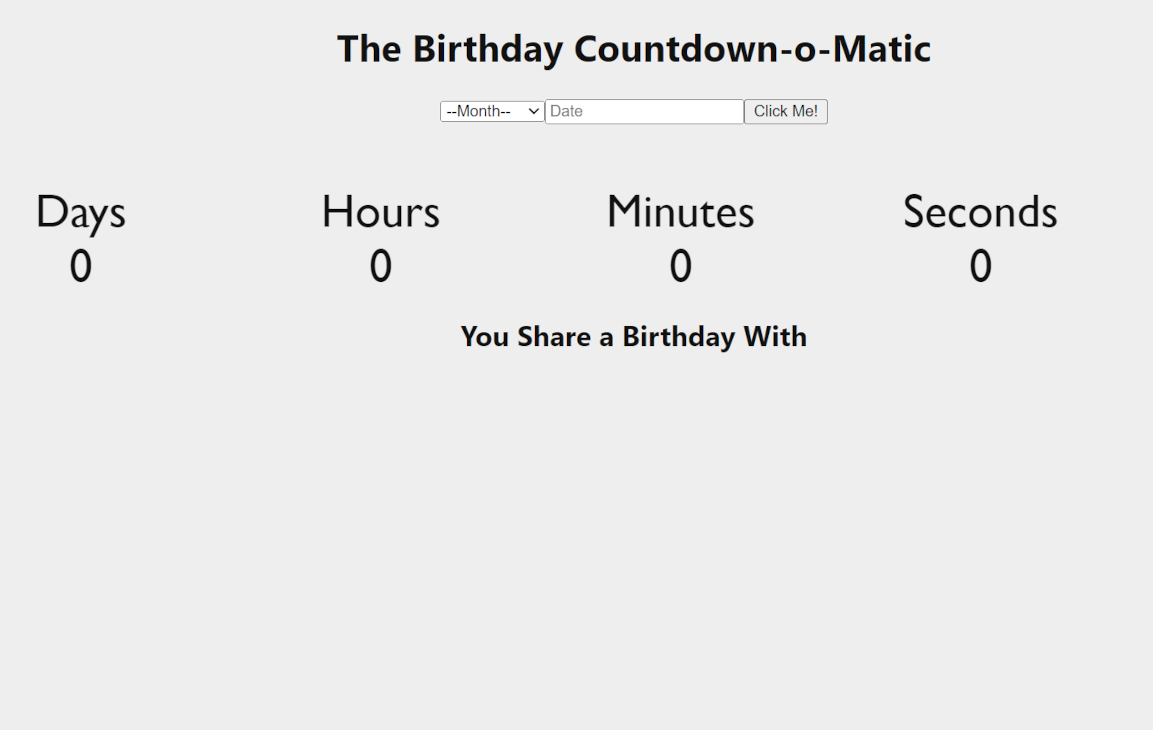 The Birthday Countdown-o-Matic
--Month-- Date Click Me!
Days Hours Minutes Seconds
0 0 0 0
You Share a Birthday With